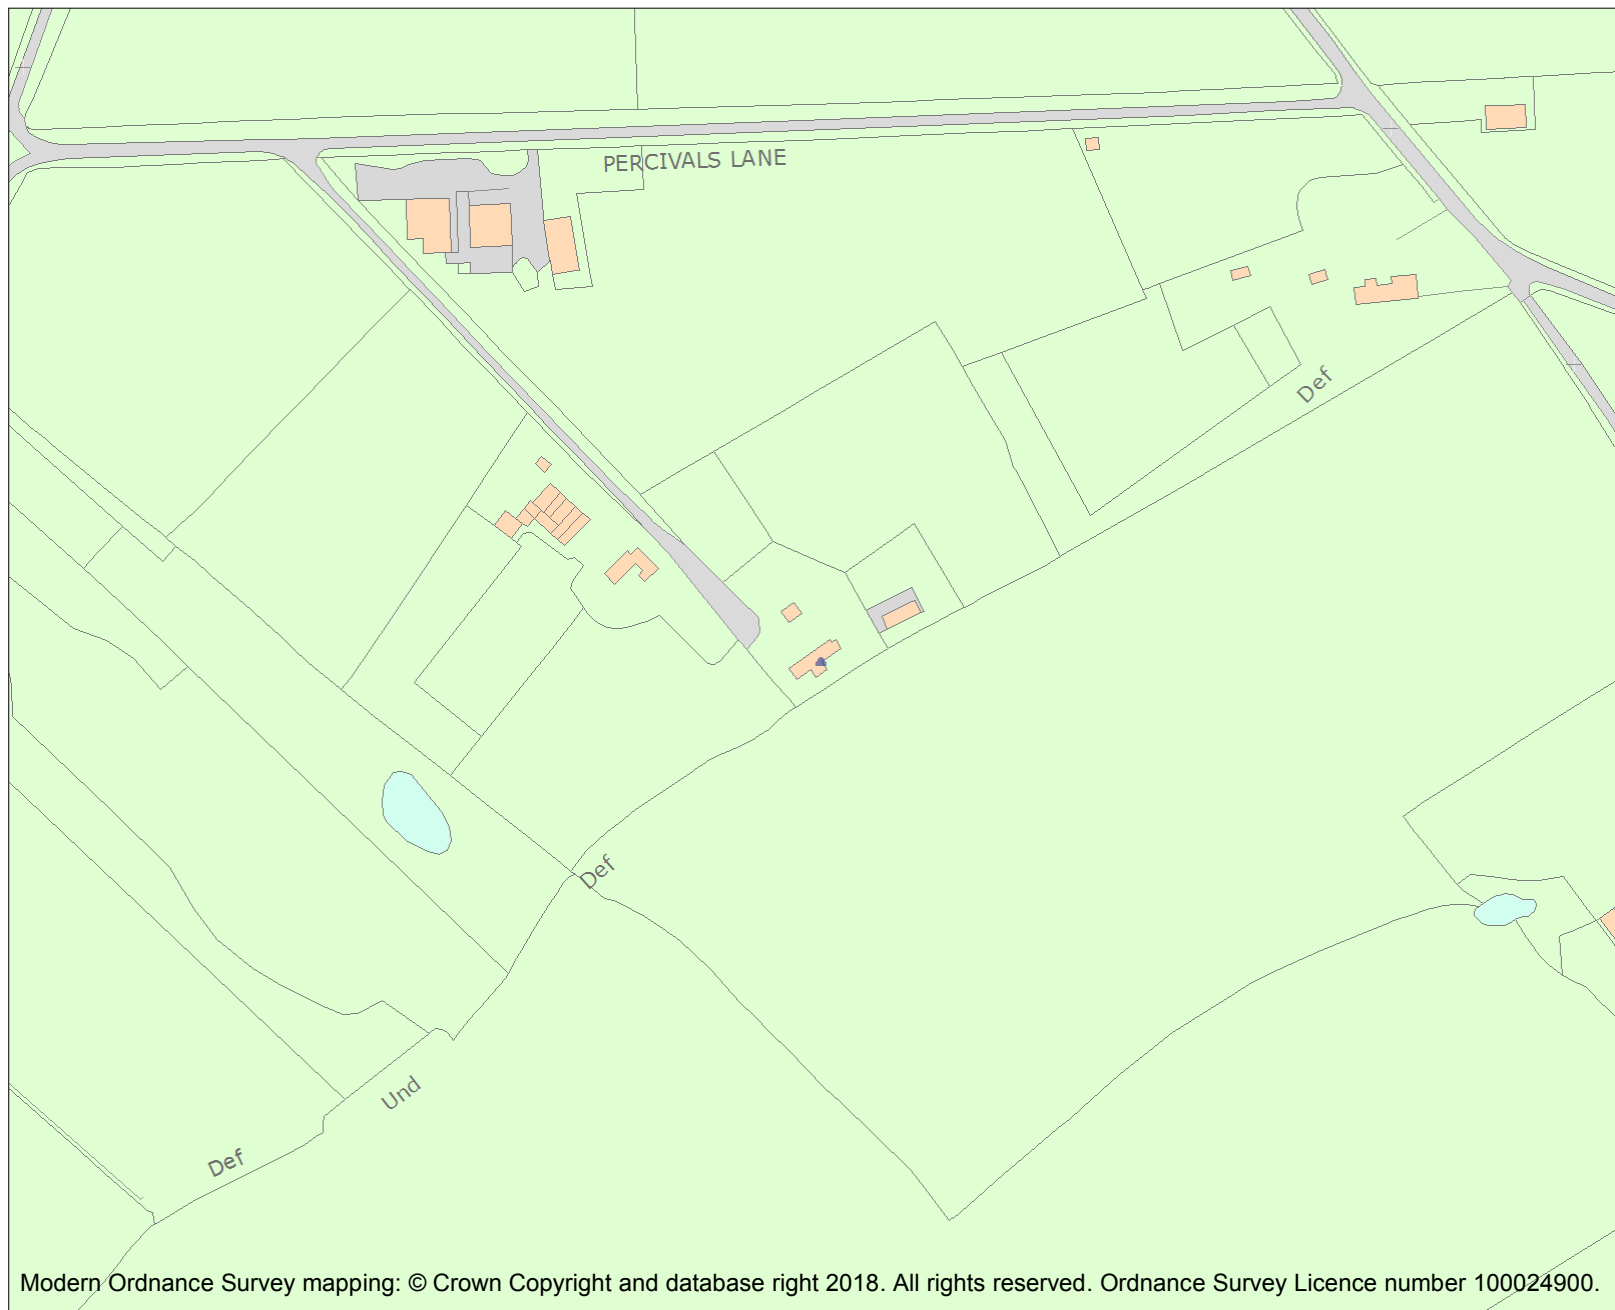 PERCIVALS LANE
Def
Def
Und
Def
Modern Ordnance Survey mapping: © Crown Copyright and database right 2018. All rights reserved. Ordnance Survey Licence number 100024900.